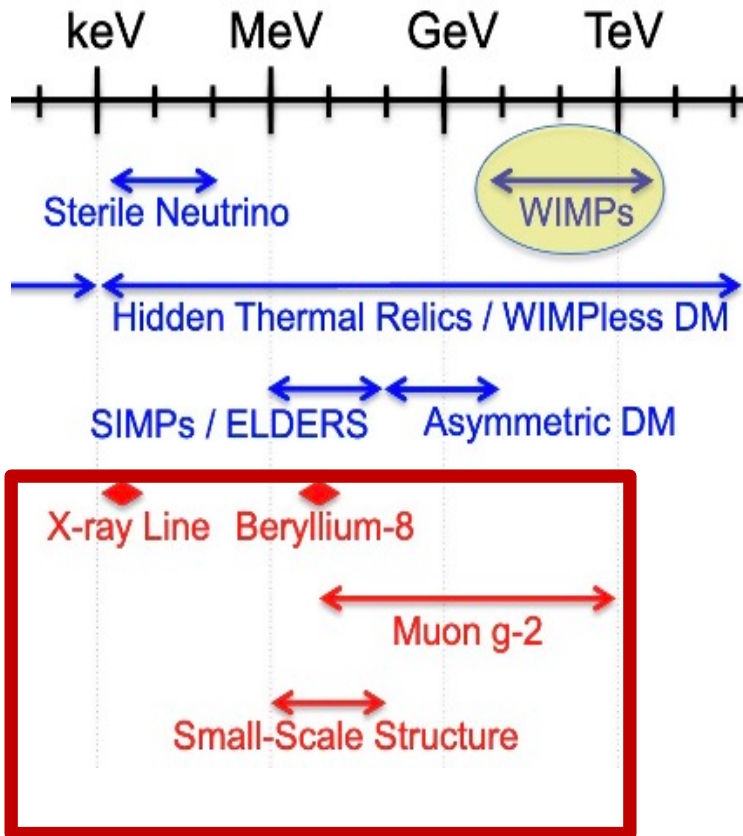 keV MeV GeV TeV
Sterile Neutrino WIMPs
Hidden Thermal Relics / WIMPless DM
SIMPs / ELDERS Asymmetric DM
X-ray Line Beryllium-8
Muon g-2
Small-Scale Structure